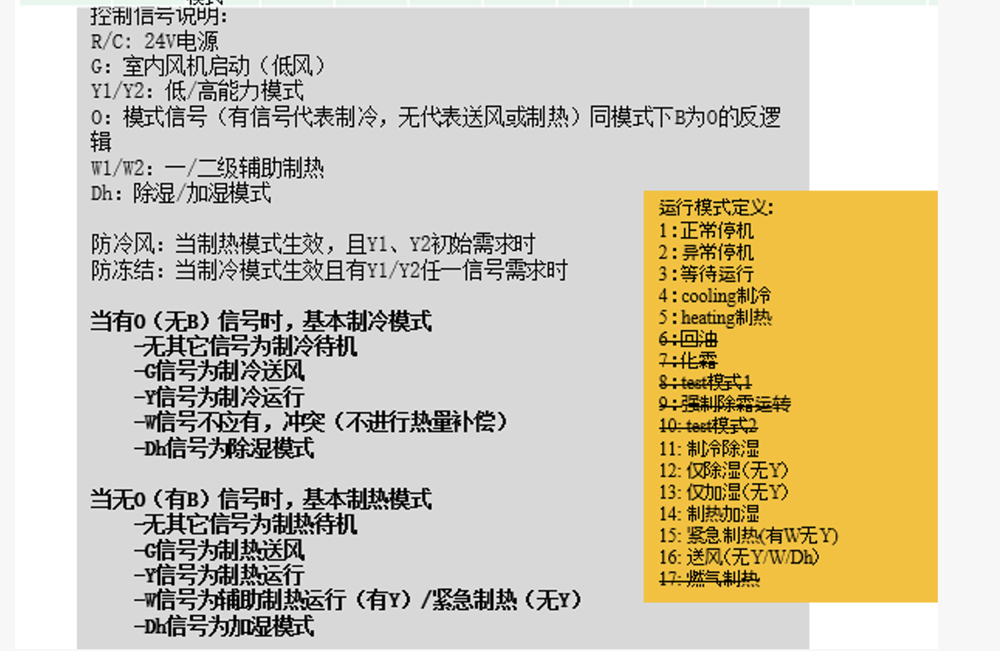 模式
控制信号说明：
R/C: 24V电源
G: 室内风机启动（低风）
Y1/Y2: 低/高能力模式
O: 模式信号（有信号代表制冷，无代表送风或制热）同模式下B为O的反逻
辑
W1/W2: 一/二级辅助制热
Dh: 除湿/加湿模式
防冷风：当制热模式生效，且Y1、Y2初始需求时
防冻结：当制冷模式生效且有Y1/Y2任一信号需求时
当有O（无B）信号时，基本制冷模式
-无其它信号为制冷待机
-G信号为制冷送风
-Y信号为制冷运行
-W信号不应有，冲突（不进行热量补偿）
-Dh信号为除湿模式
当无O（有B）信号时，基本制热模式
-无其它信号为制热待机
-G信号为制热送风
-Y信号为制热运行
-W信号为辅助制热运行（有Y）/紧急制热（无Y）
-Dh信号为加湿模式
运行模式定义:
1:正常停机
2:异常停机
3:等待运行
4:cooling制冷
5:heating制热
6:回油
7:化霜
8:test模式1
9:强制除霜运转
10: test模式2
11: 制冷除湿
12: 仅除湿(无Y)
13: 仅加湿(无Y)
14: 制热加湿
15: 紧急制热(有W无Y)
16: 送风(无Y/W/Dh)
17: 燃气制热